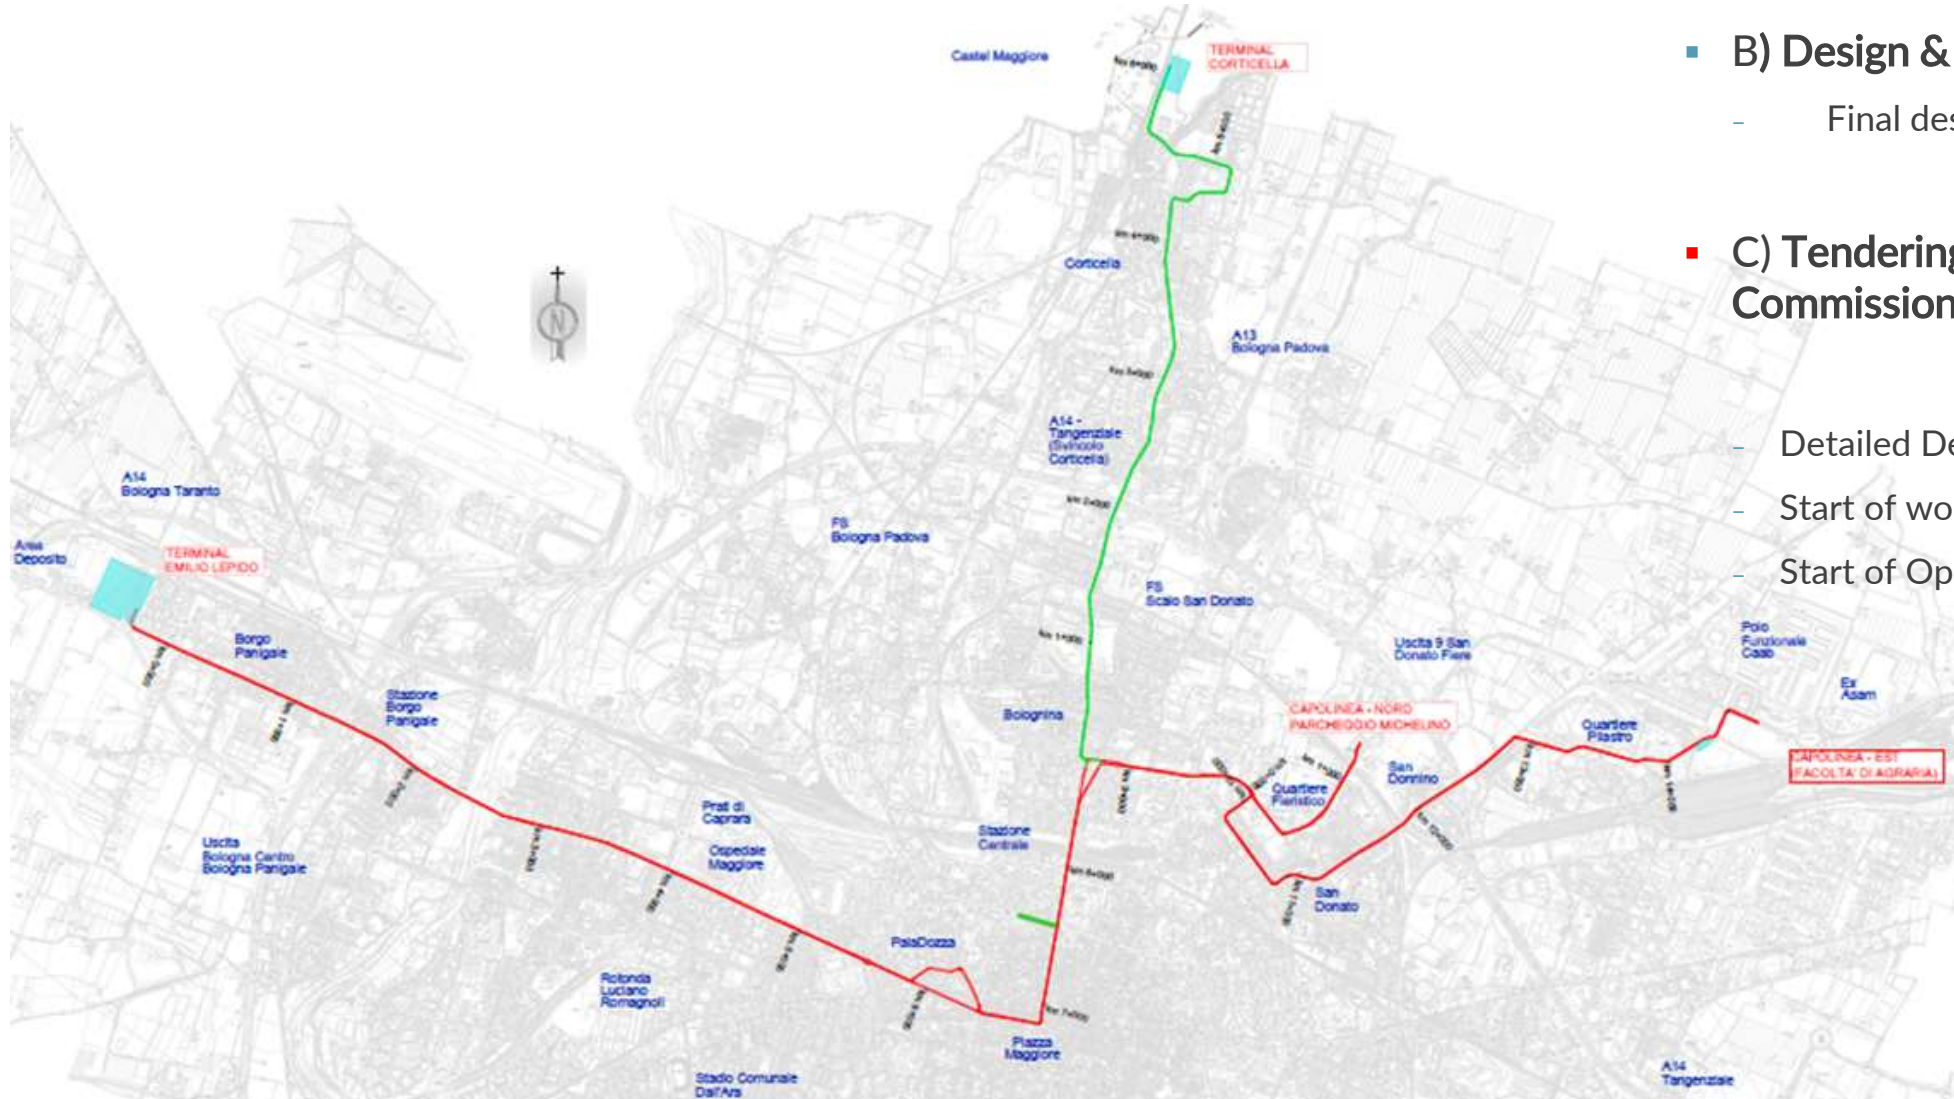 Castel Maggiore
TERMINAL
CORTICELLA
Corticella
A13
Bologna Padova
A14 -
Tangenziale
(Svincolo
Corticella)
N
A14
Bologna Taranto
FS
Bologna Padova
Area
Deposito
TERMINAL
EMILIO LEPIDO
FS
Scalo San Donato
Borgo
Panigale
Stazione
Borgo
Panigale
Bolognina
Uscita 9 San
Donato Fiere
Polo
Funzionale
Caab
Ex
Asam
CAPOLINEA - NORD
PARCHEGGIO MICHELINO
Quartiere
Pilastro
CAPOLINEA - EST
(FACOLTA' DI AGRARIA)
San
Donnino
Quartiere
Fieristico
Prati di
Caprara
Ospedale
Maggiore
Stazione
Centrale
Uscita
Bologna Centro
Bologna Panigale
San
Donato
PalaDozza
Rotonda
Luciano
Romagnoli
Piazza
Maggiore
Stadio Comunale
Dall'Ara
A14
Tangenziale
B) Design &
- Final des
C) Tendering
Commission
- Detailed De
- Start of wo
- Start of Op